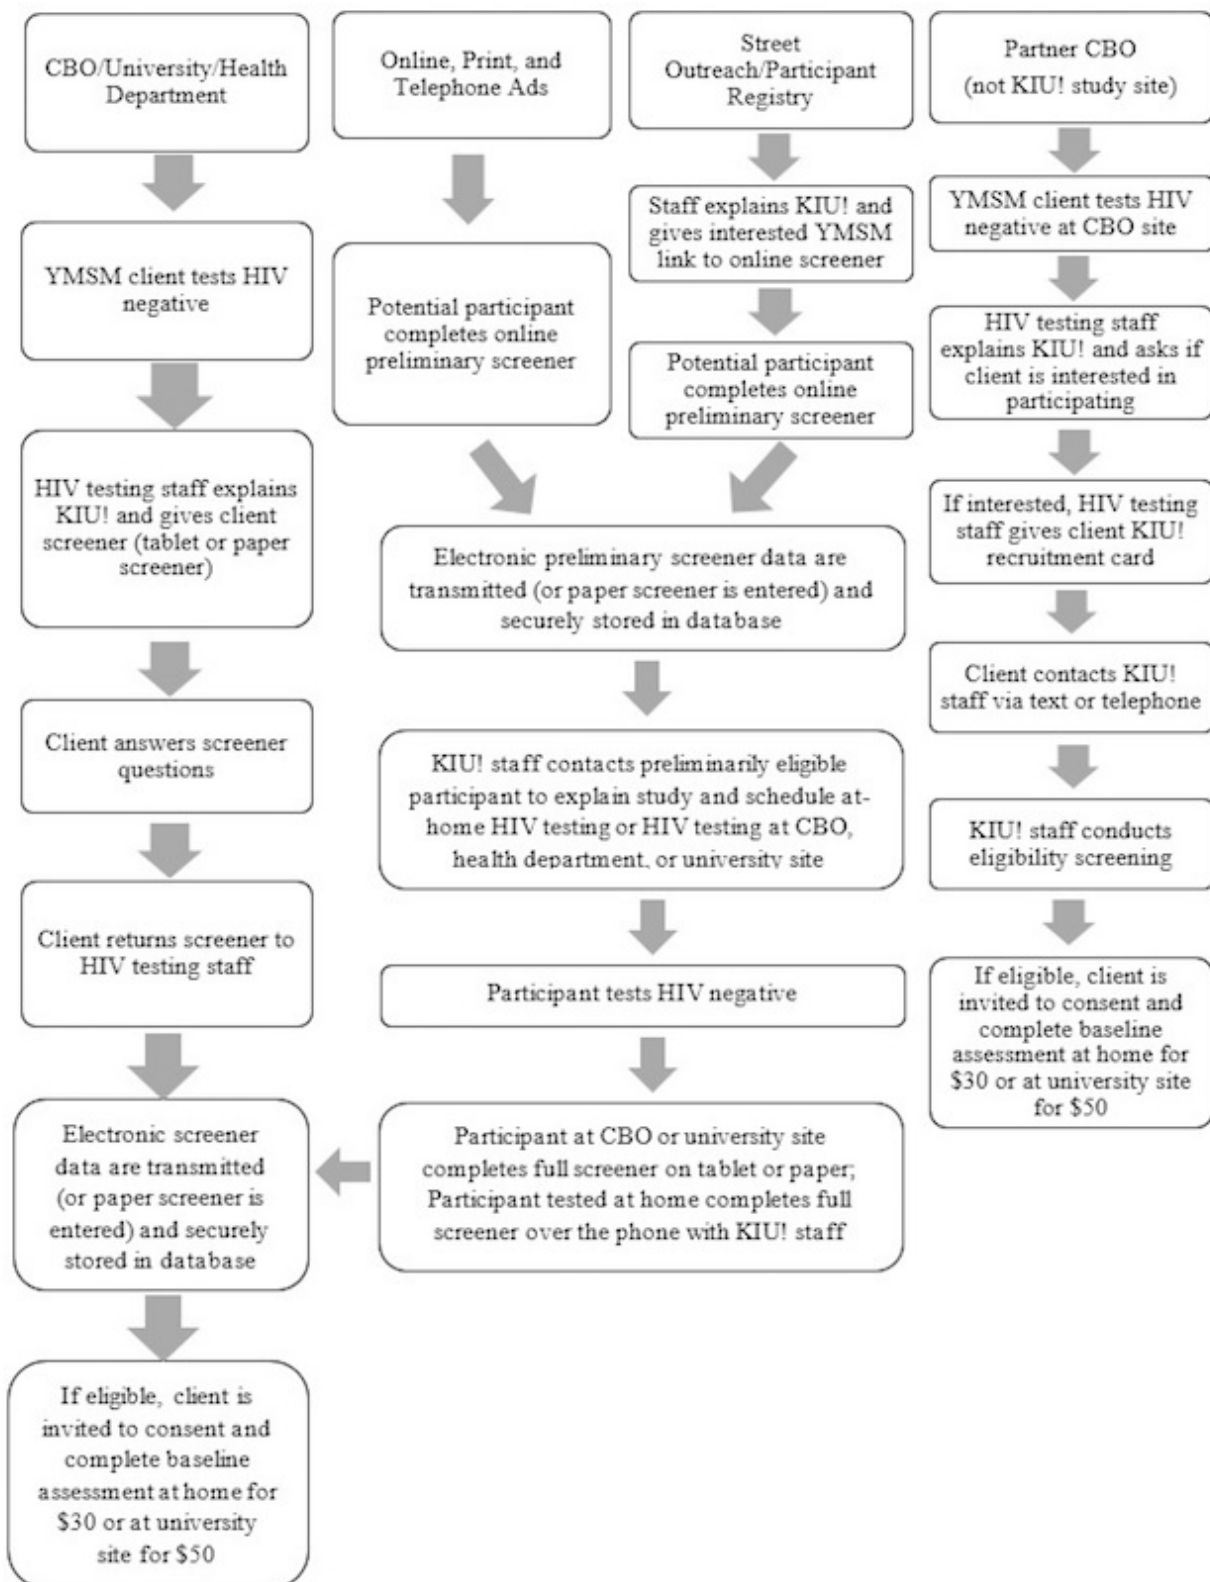 CBO/University/Health
Department
YMSM client tests HIV
negative
HIV testing staff explains
KIU! and gives client
screener (tablet or paper
screener)
Client answers screener
questions
Client returns screener to
HIV testing staff
Electronic screener
data are transmitted
(or paper screener is
entered) and securely
stored in database
If eligible, client is
invited to consent and
complete baseline
assessment at home for
$30 or at university
site for $50
Online, Print, and
Telephone Ads
Potential participant
completes online
preliminary screener
Street
Outreach/Participant
Registry
Staff explains KIU! and
gives interested YMSM
link to online screener
Potential participant
completes online
preliminary screener
Electronic preliminary screener data are
transmitted (or paper screener is entered) and
securely stored in database
KIU! staff contacts preliminarily eligible
participant to explain study and schedule at-
home HIV testing or HIV testing at CBO,
health department, or university site
Participant tests HIV negative
Participant at CBO or university site
completes full screener on tablet or paper;
Participant tested at home completes full
screener over the phone with KIU! staff
Partner CBO
(not KIU! study site)
YMSM client tests HIV
negative at CBO site
HIV testing staff
explains KIU! and asks if
client is interested in
participating
If interested, HIV testing
staff gives client KIU!
recruitment card
Client contacts KIU!
staff via text or telephone
KIU! staff conducts
eligibility screening
If eligible, client is
invited to consent and
complete baseline
assessment at home for
$30 or at university site
for $50